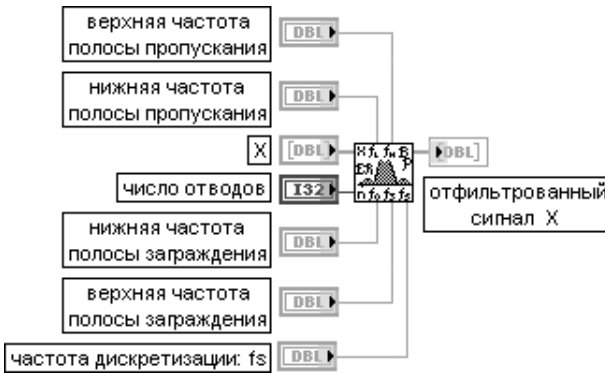 верхняя частота
полосы пропускания
DBL
нижняя частота
полосы пропускания
DBL
X
[DBL]
DBL]
число отводов
I32
отфильтрованный
сигнал X
нижняя частота
полосы заграждения
DBL
верхняя частота
полосы заграждения
DBL
частота дискретизации: fs
DBL